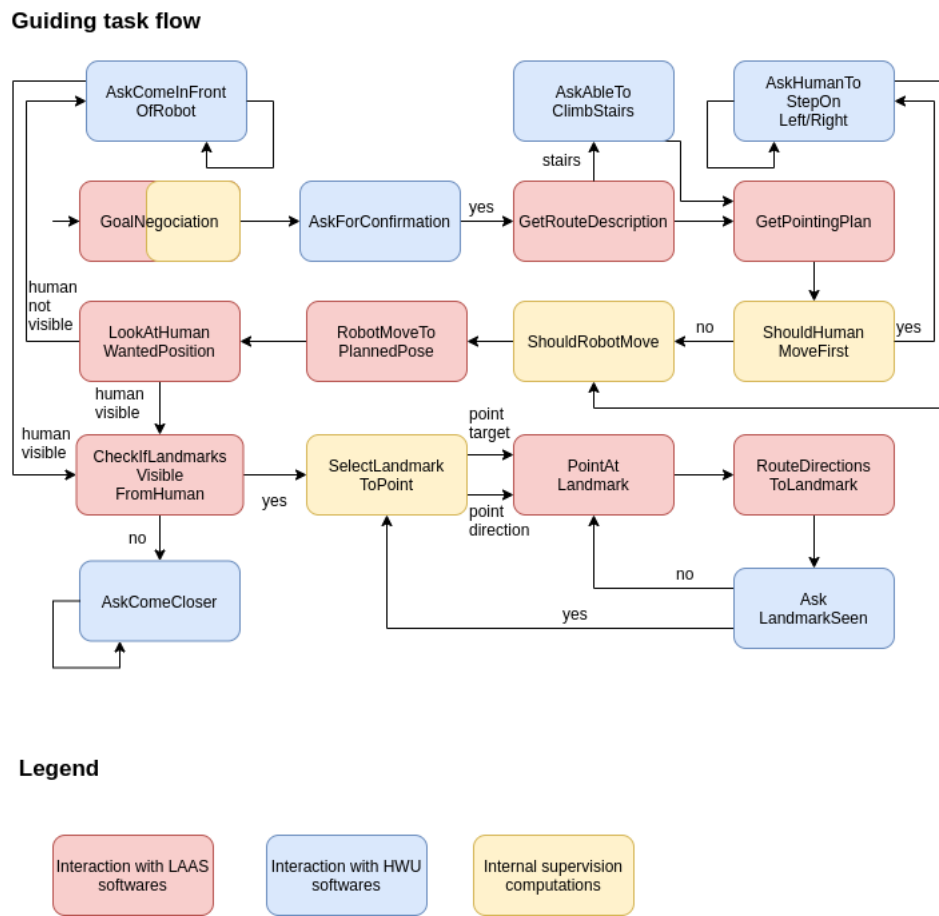 Guiding task flow
AskComeInFront
OfRobot
AskAbleTo
ClimbStairs
AskHumanTo
StepOn
Left/Right
stairs
GoalNegociation
AskForConfirmation
yes
GetRouteDescription
GetPointingPlan
human
not
visible
LookAtHuman
WantedPosition
RobotMoveTo
PlannedPose
ShouldRobotMove
no
ShouldHuman
MoveFirst
yes
human
visible
human
visible
CheckIfLandmarks
Visible
FromHuman
yes
SelectLandmark
ToPoint
point
target
point
direction
PointAt
Landmark
RouteDirections
ToLandmark
no
AskComeCloser
no
yes
Ask
LandmarkSeen
Legend
Interaction with LAAS
softwares
Interaction with HWU
softwares
Internal supervision
computations